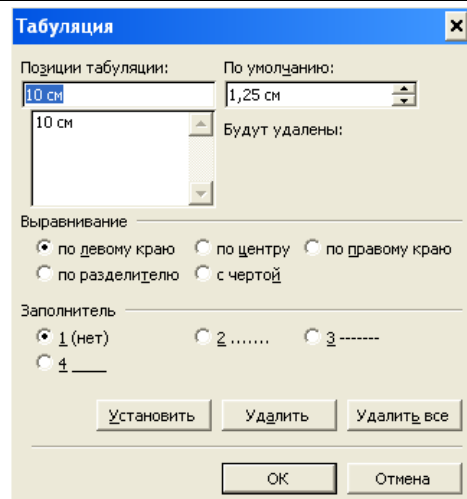 Табуляция
Позиции табуляции: По умолчанию:
10 см 1,25 см
10 см
Будут удалены:
Выравнивание
по левому краю по центру по правому краю
по разделителю с чертой
Заполнитель
1 (нет) 2 ....... 3 -------
4 ____
Установить Удалить Удалить все
ОК Отмена